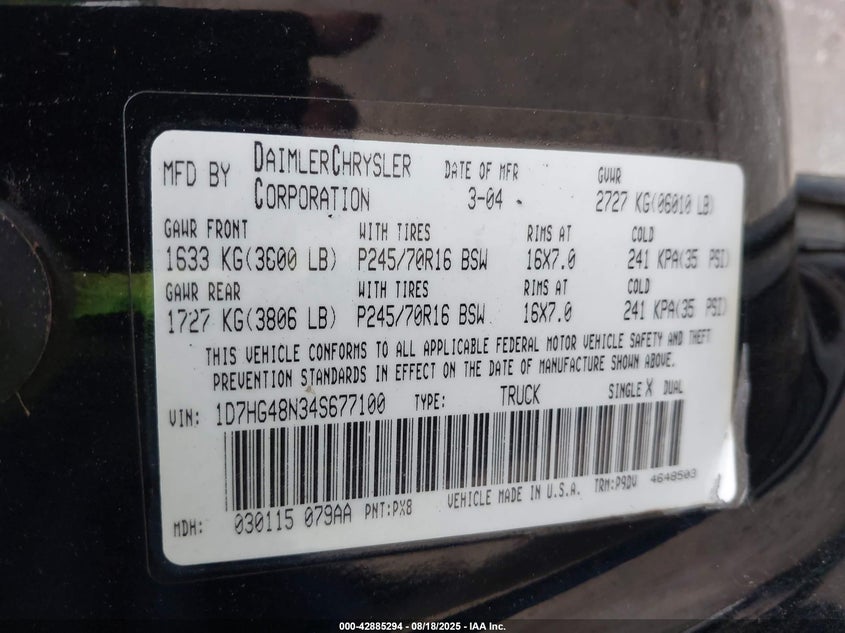 MFD BY DAIMLERCHRYSLER CORPORATION DATE OF MFR 3-04 GVWR 2727 KG(06010 LB)
GAWR FRONT WITH TIRES RIMS AT COLD
1633 KG(3600 LB) P245/70R16 BSW 16X7.0 241 KPA(35 PSI)
GAWR REAR WITH TIRES RIMS AT COLD
1727 KG(3806 LB) P245/70R16 BSW 16X7.0 241 KPA(35 PSI)
THIS VEHICLE CONFORMS TO ALL APPLICABLE FEDERAL MOTOR VEHICLE SAFETY AND THEFT
PREVENTION STANDARDS IN EFFECT ON THE DATE OF MANUFACTURE SHOWN ABOVE.
VIN: 1D7HG48N34S677100 TYPE: TRUCK SINGLE X DUAL
MDH: 030115 079AA PNT:PX8 VEHICLE MADE IN U.S.A. TRM:P9DV 4648503
000-42885294 - 08/18/2025 - IAA Inc.